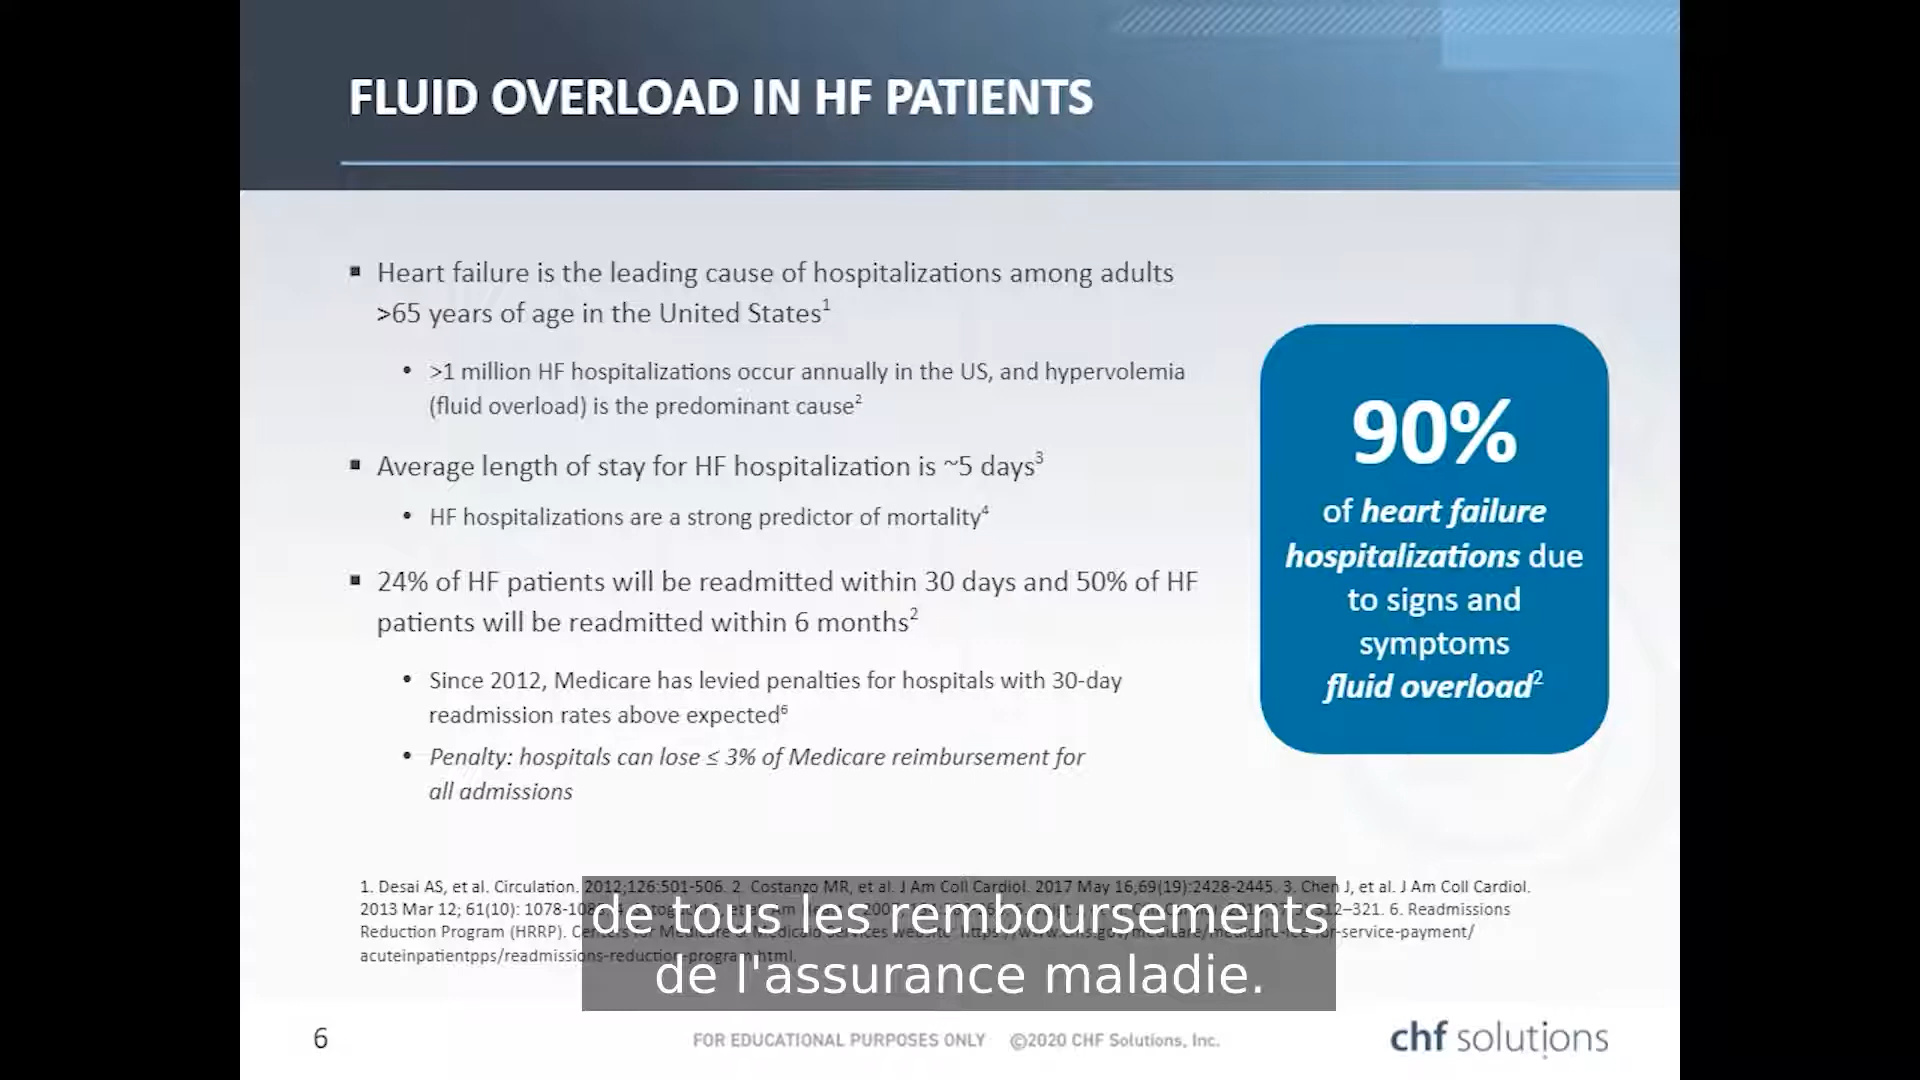 FLUID OVERLOAD IN HF PATIENTS
▪ Heart failure is the leading cause of hospitalizations among adults
>65 years of age in the United States¹
• >1 million HF hospitalizations occur annually in the US, and hypervolemia
(fluid overload) is the predominant cause²
▪ Average length of stay for HF hospitalization is ~5 days³
• HF hospitalizations are a strong predictor of mortality⁴
▪ 24% of HF patients will be readmitted within 30 days and 50% of HF
patients will be readmitted within 6 months²
• Since 2012, Medicare has levied penalties for hospitals with 30-day
readmission rates above expected⁶
• Penalty: hospitals can lose ≤ 3% of Medicare reimbursement for
all admissions
90%
of heart failure
hospitalizations due
to signs and
symptoms
fluid overload²
1. Desai AS, et al. Circulation. 2012;126:501-506. 2. Costanzo MR, et al. J Am Coll Cardiol. 2017 May 16;69(19):2428-2445. 3. Chen J, et al. J Am Coll Cardiol.
2013 Mar 12; 61(10): 6. Readmissions
Reduction Program (HRRP). Centers for Medicare & Medicaid Services website
acuteinpatientpps/readmissions-reduction-program.html.
de tous les remboursements
de l'assurance maladie.
6
FOR EDUCATIONAL PURPOSES ONLY ©2020 CHF Solutions, Inc.
chf solutions